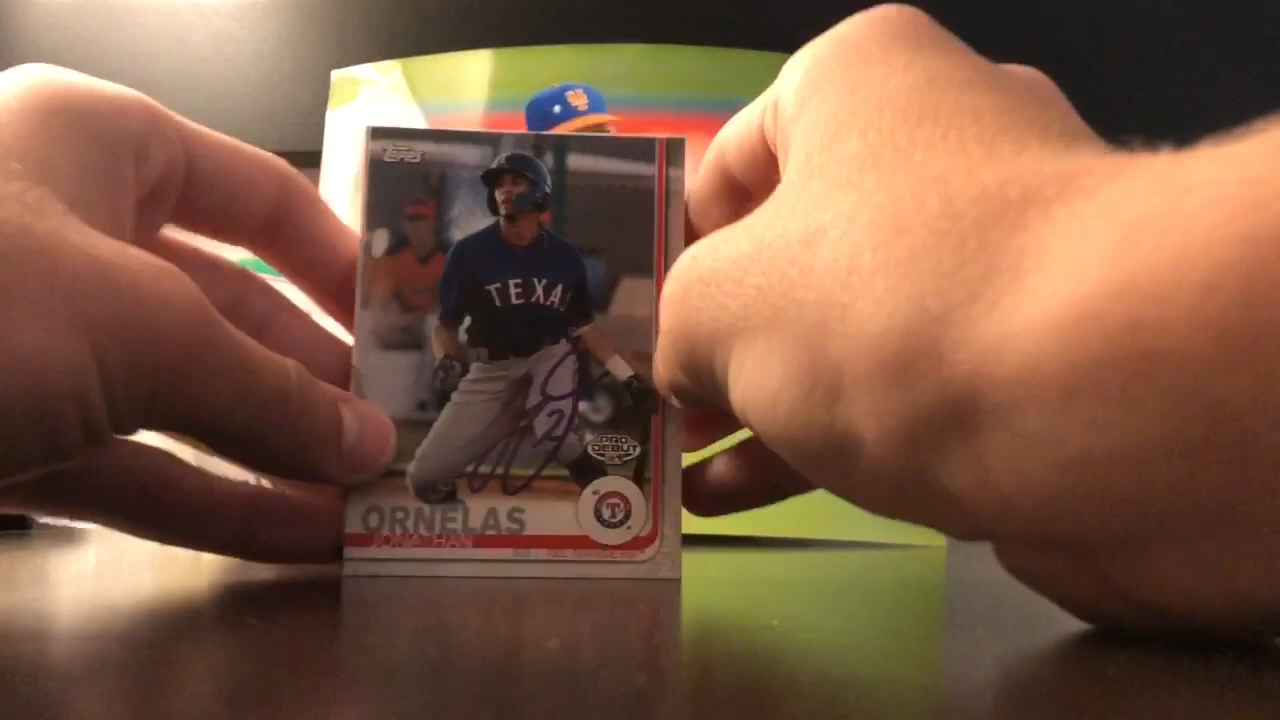 Topps
TEXAS
PRO
DEBUT
T
ORNELAS
JONATHAN